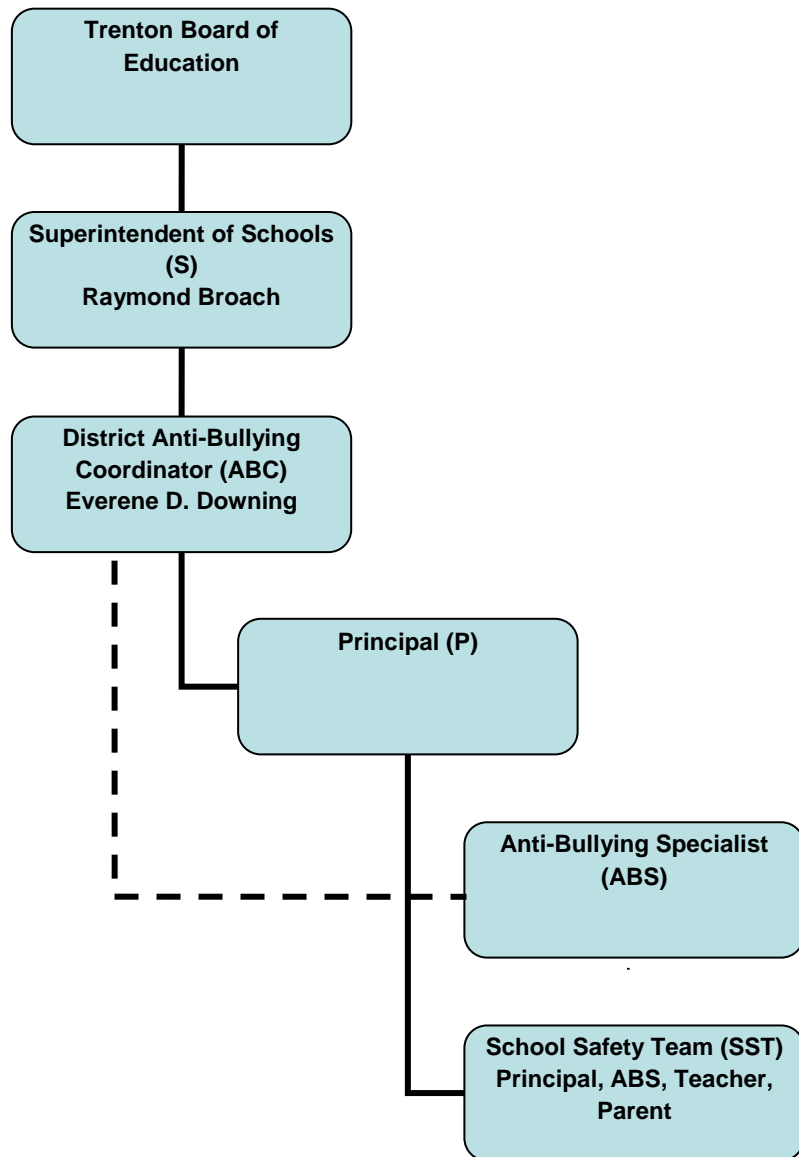 Trenton Board of
Education
Superintendent of Schools
(S)
Raymond Broach
District Anti-Bullying
Coordinator (ABC)
Everene D. Downing
Principal (P)
Anti-Bullying Specialist
(ABS)
.
School Safety Team (SST)
Principal, ABS, Teacher,
Parent